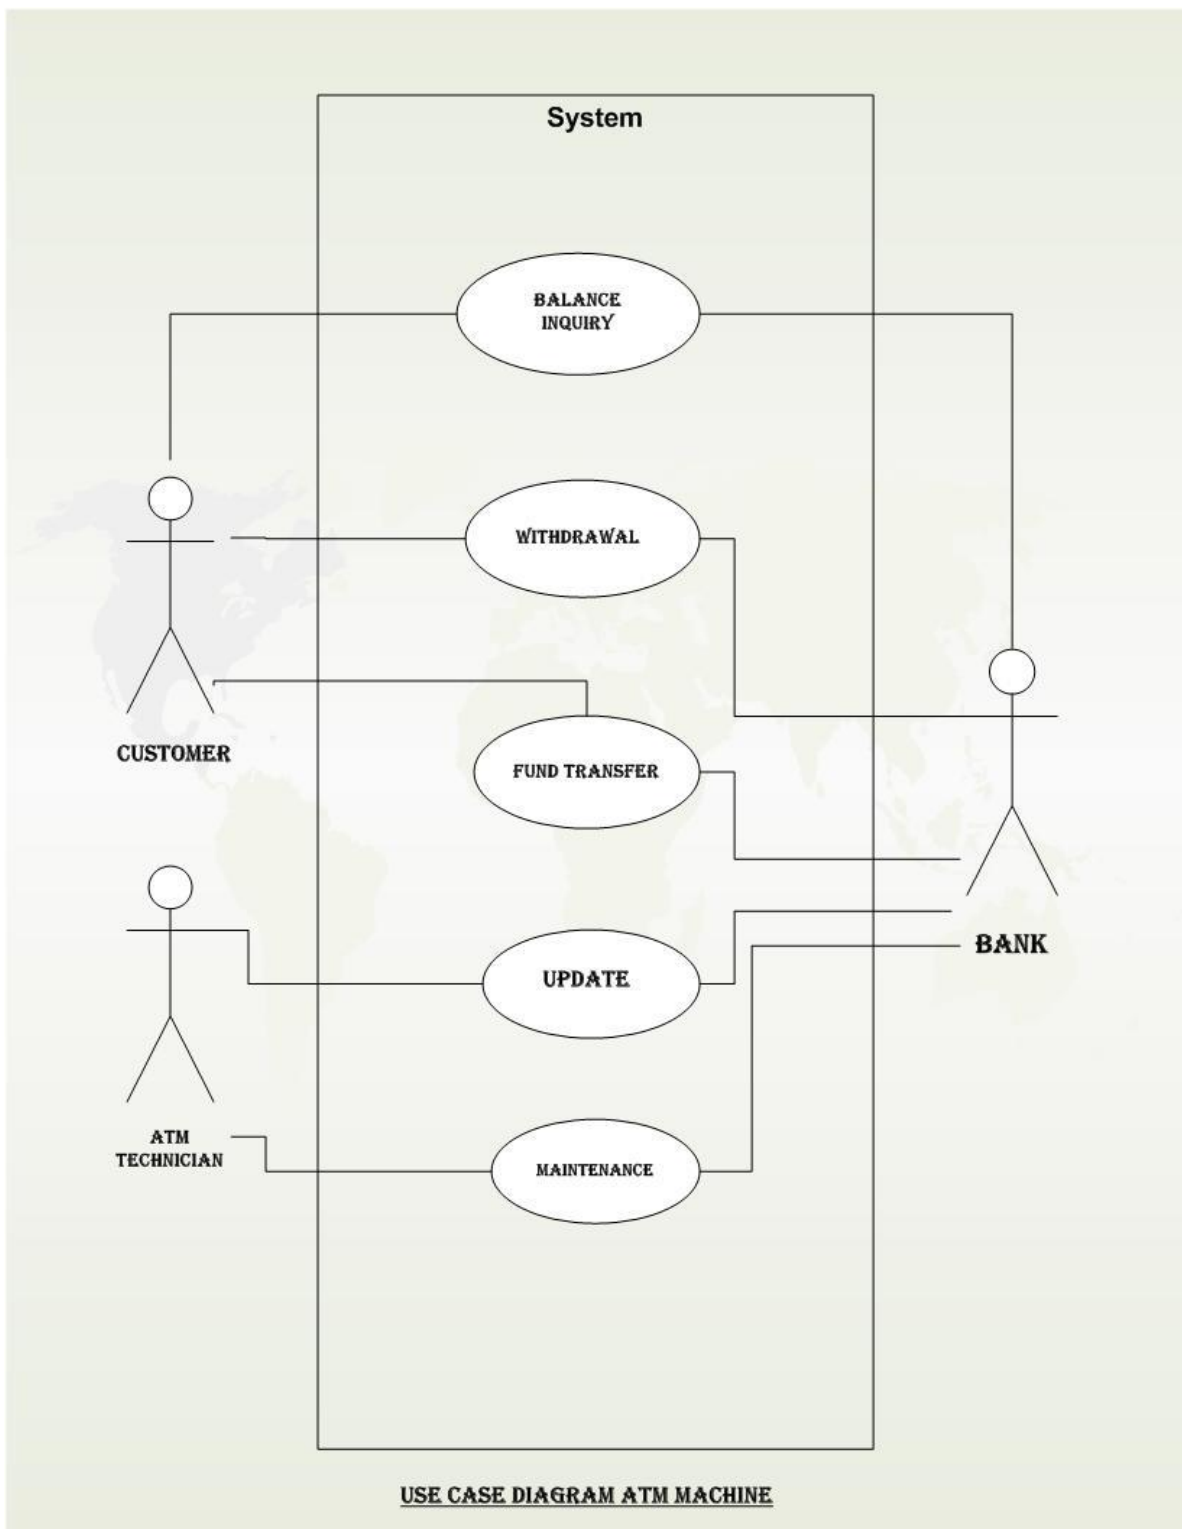 System
BALANCE
INQUIRY
WITHDRAWAL
CUSTOMER
FUND TRANSFER
BANK
UPDATE
ATM
TECHNICIAN
MAINTENANCE
USE CASE DIAGRAM ATM MACHINE